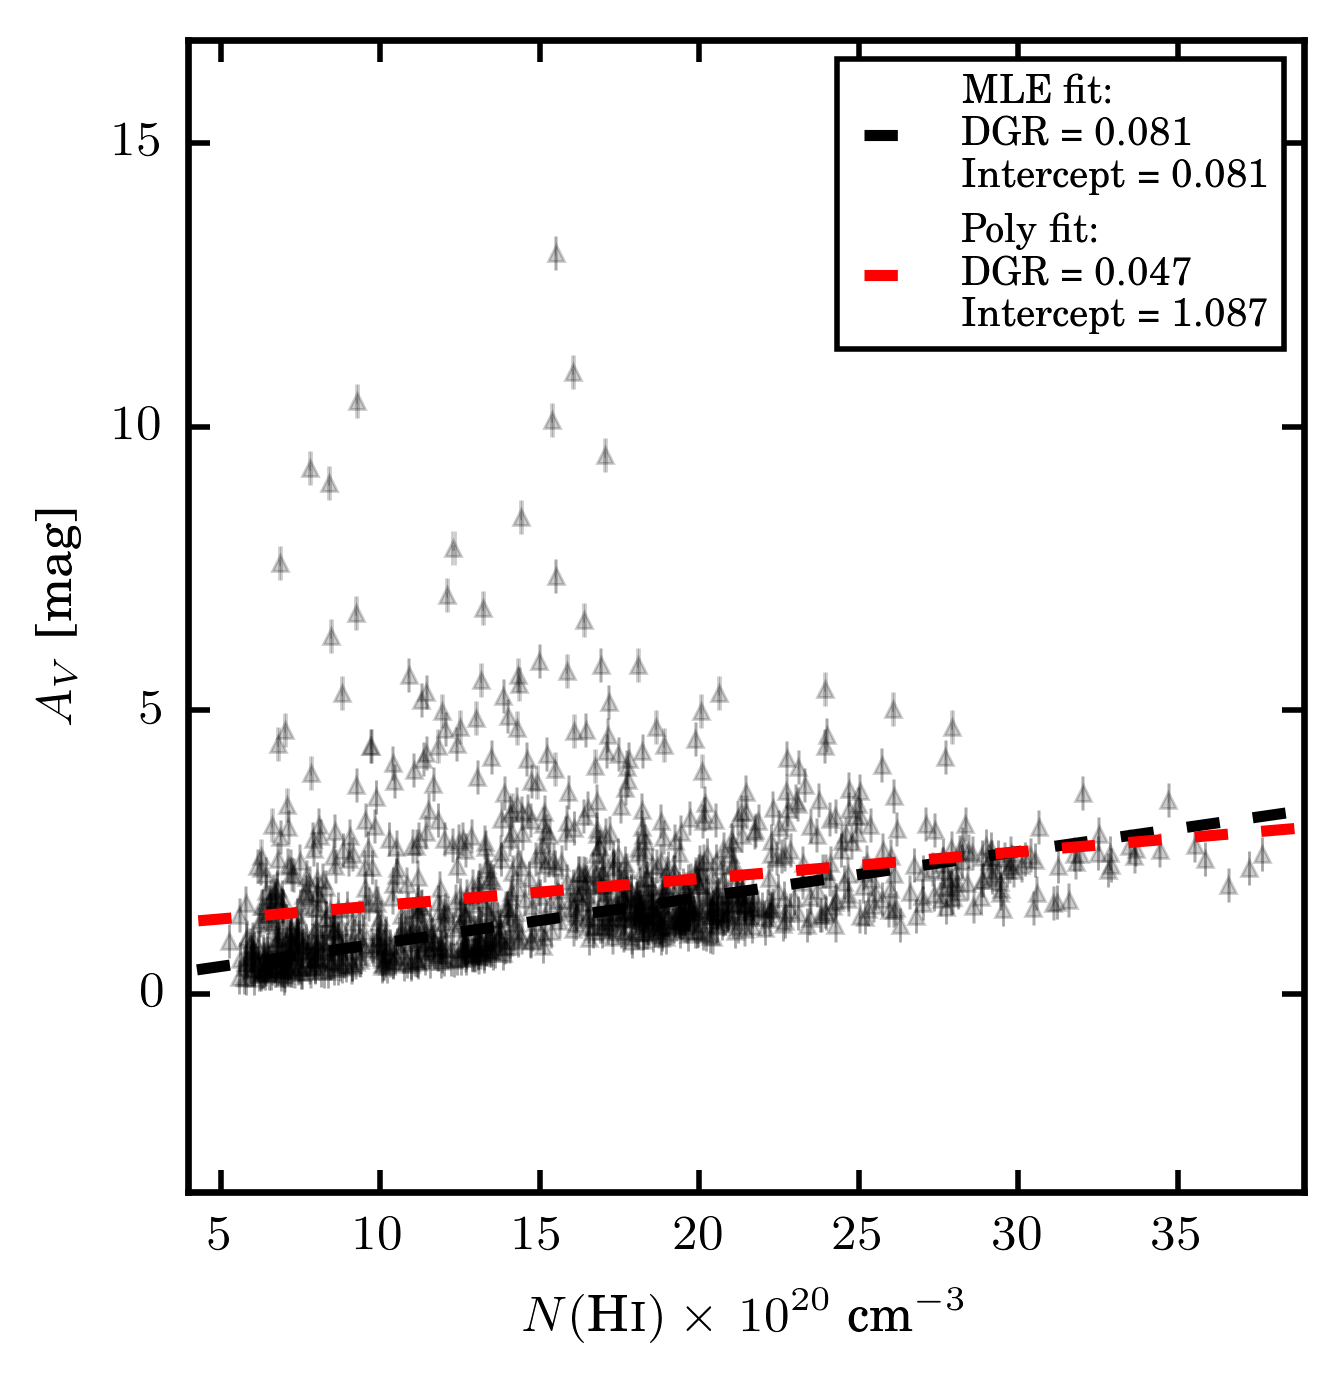 MLE fit:
DGR = 0.081
Intercept = 0.081
Poly fit:
DGR = 0.047
Intercept = 1.087
15
10
5
0
A_V [mag]
5 10 15 20 25 30 35
N(HI) × 10^20 cm^−3